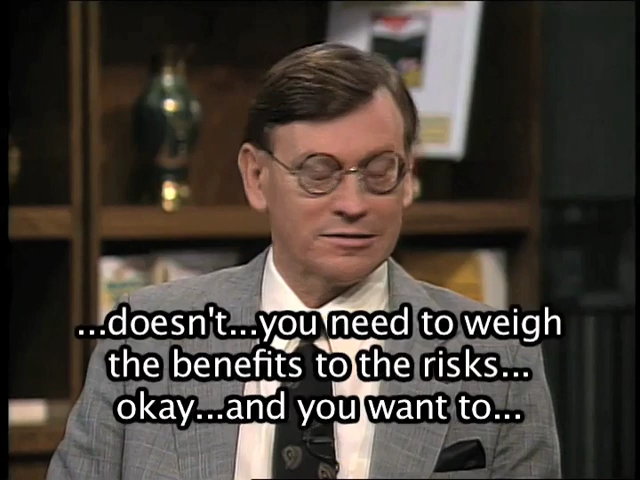 ...doesn't...you need to weigh
the benefits to the risks...
okay...and you want to...